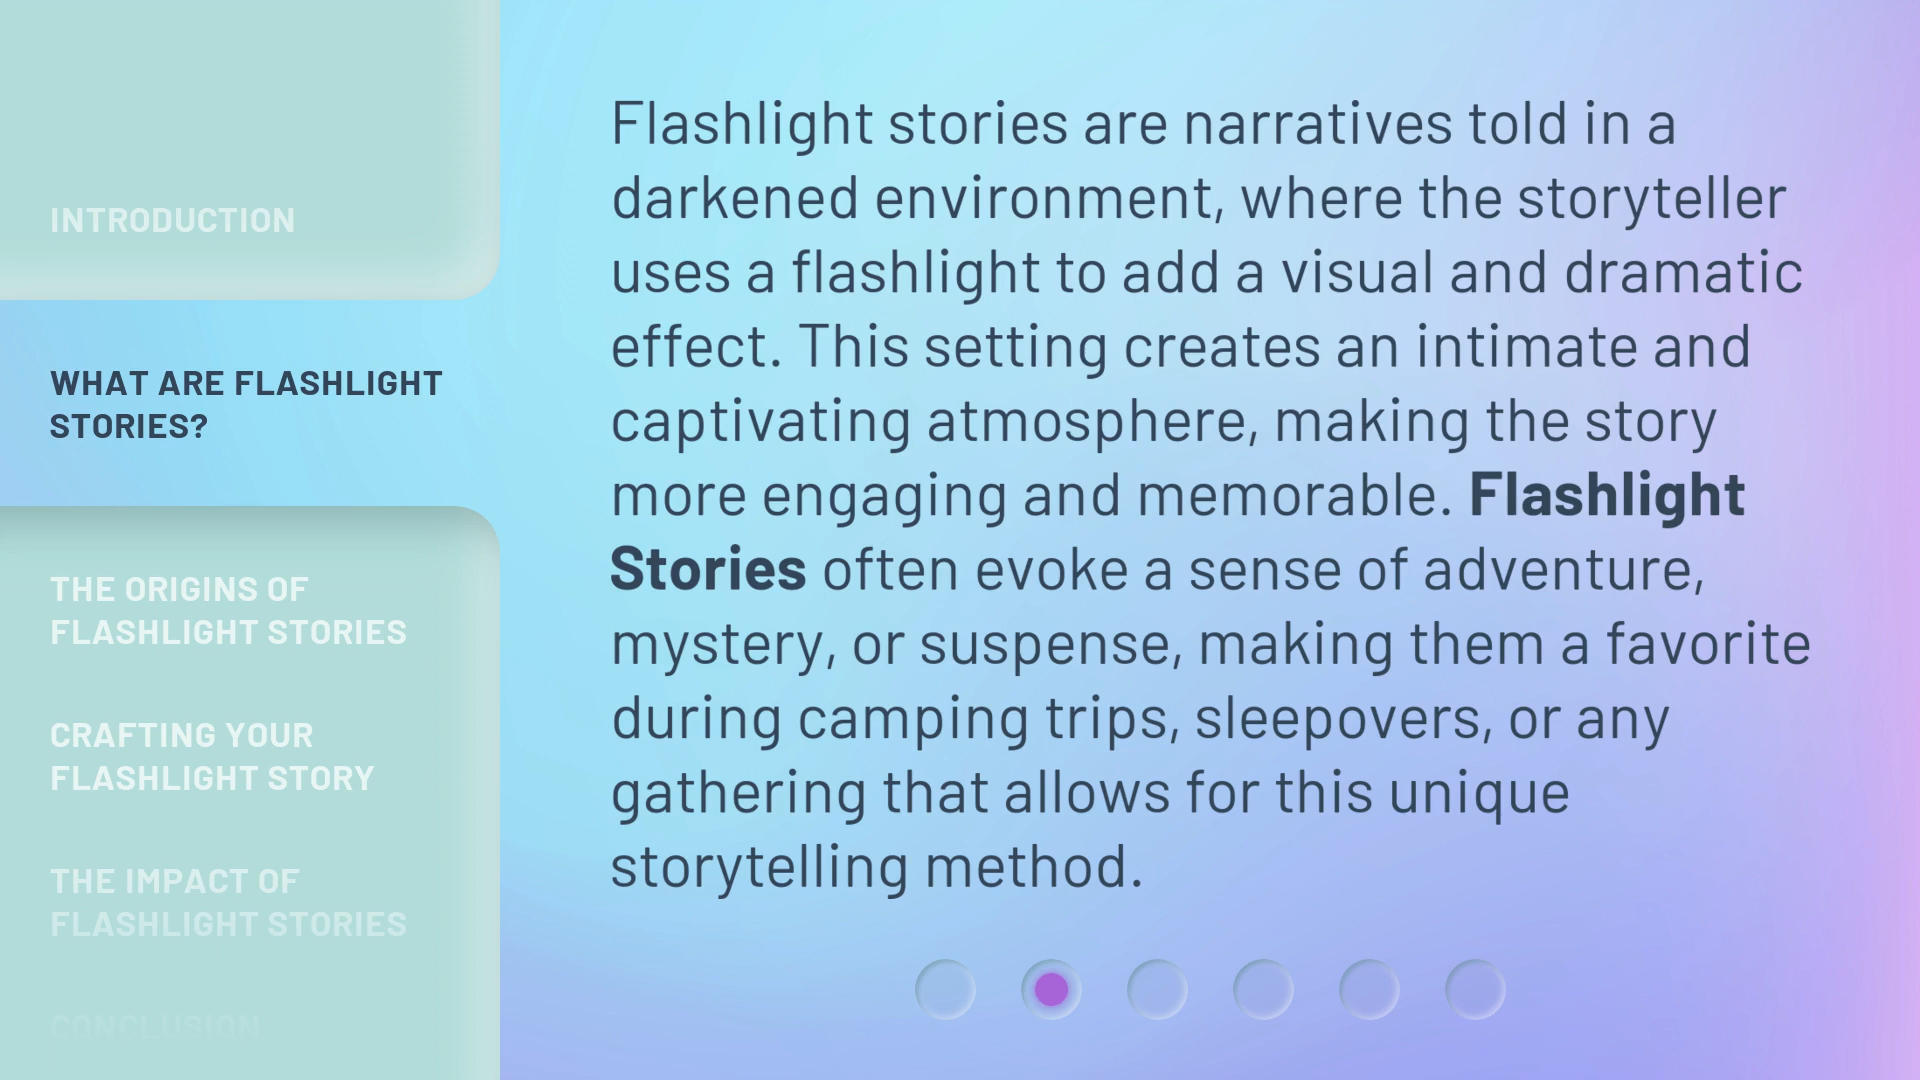 INTRODUCTION
WHAT ARE FLASHLIGHT
STORIES?
THE ORIGINS OF
FLASHLIGHT STORIES
CRAFTING YOUR
FLASHLIGHT STORY
THE IMPACT OF
FLASHLIGHT STORIES
CONCLUSION
Flashlight stories are narratives told in a
darkened environment, where the storyteller
uses a flashlight to add a visual and dramatic
effect. This setting creates an intimate and
captivating atmosphere, making the story
more engaging and memorable. Flashlight
Stories often evoke a sense of adventure,
mystery, or suspense, making them a favorite
during camping trips, sleepovers, or any
gathering that allows for this unique
storytelling method.